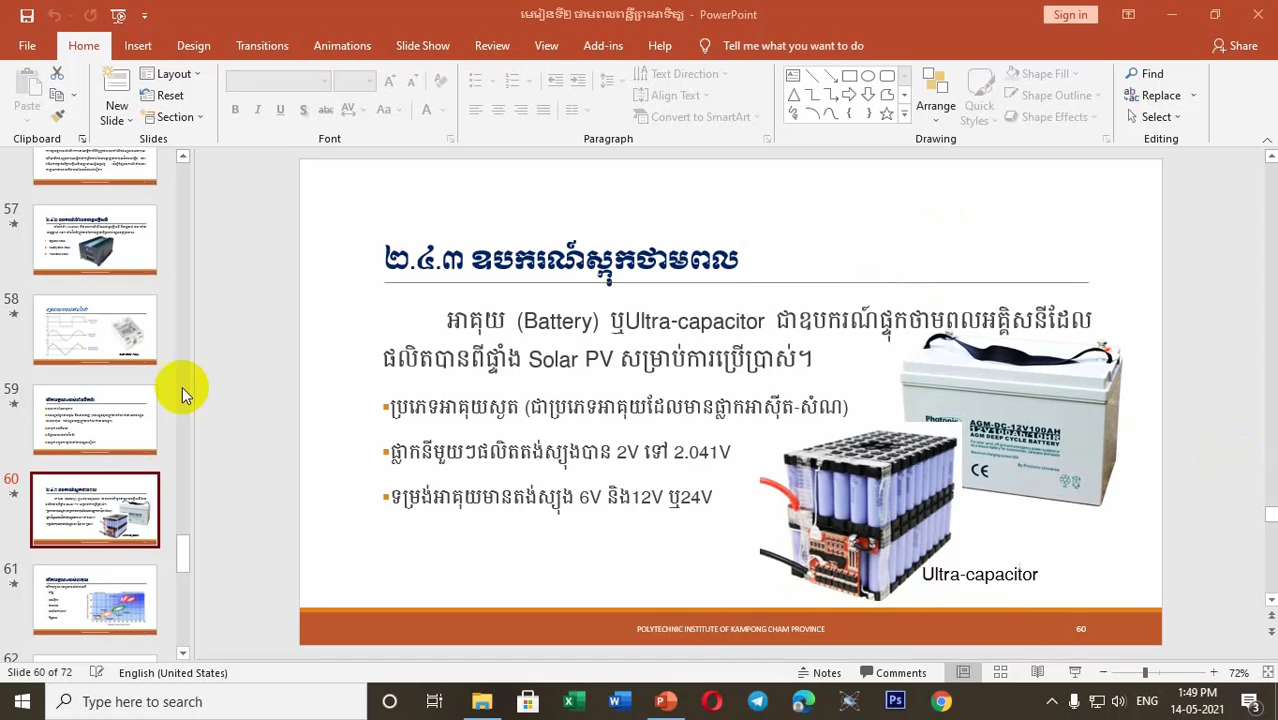 មេរៀនទី២ ថាមពលពន្លឺព្រះអាទិត្យ - PowerPoint
Sign in
File Home Insert Design Transitions Animations Slide Show Review View Add-ins Help Tell me what you want to do Share
Paste
New Slide
Layout
Reset
Section
Text Direction
Align Text
Convert to SmartArt
Arrange
Quick Styles
Shape Fill
Shape Outline
Shape Effects
Find
Replace
Select
Clipboard Slides Font Paragraph Drawing Editing
57
58
59
60
61
62
២.៤.៣ ឧបករណ៍ស្តុកថាមពល
អាគុយ (Battery) ឬUltra-capacitor ជាឧបករណ៍ផ្ទុកថាមពលអគ្គិសនីដែល
ផលិតបានពីផ្ទាំង Solar PV សម្រាប់ការប្រើប្រាស់។
ប្រភេទអាគុយស្ងួត (ជាប្រភេទអាគុយដែលមានផ្លាកអាស៊ីត-សំណ)
ផ្លាកនីមួយៗផលិតតង់ស្យុងបាន 2V ទៅ 2.041V
ទម្រង់អាគុយមានតង់ស្យុង 6V និង12V ឬ24V
Photonic
AGM-DC-12V100AH
AGM DEEP CYCLE BATTERY
CE
Ultra-capacitor
POLYTECHNIC INSTITUTE OF KAMPONG CHAM PROVINCE
60
Slide 60 of 72 English (United States) Notes Comments 72%
Type here to search
ENG
1:49 PM
14-05-2021
3